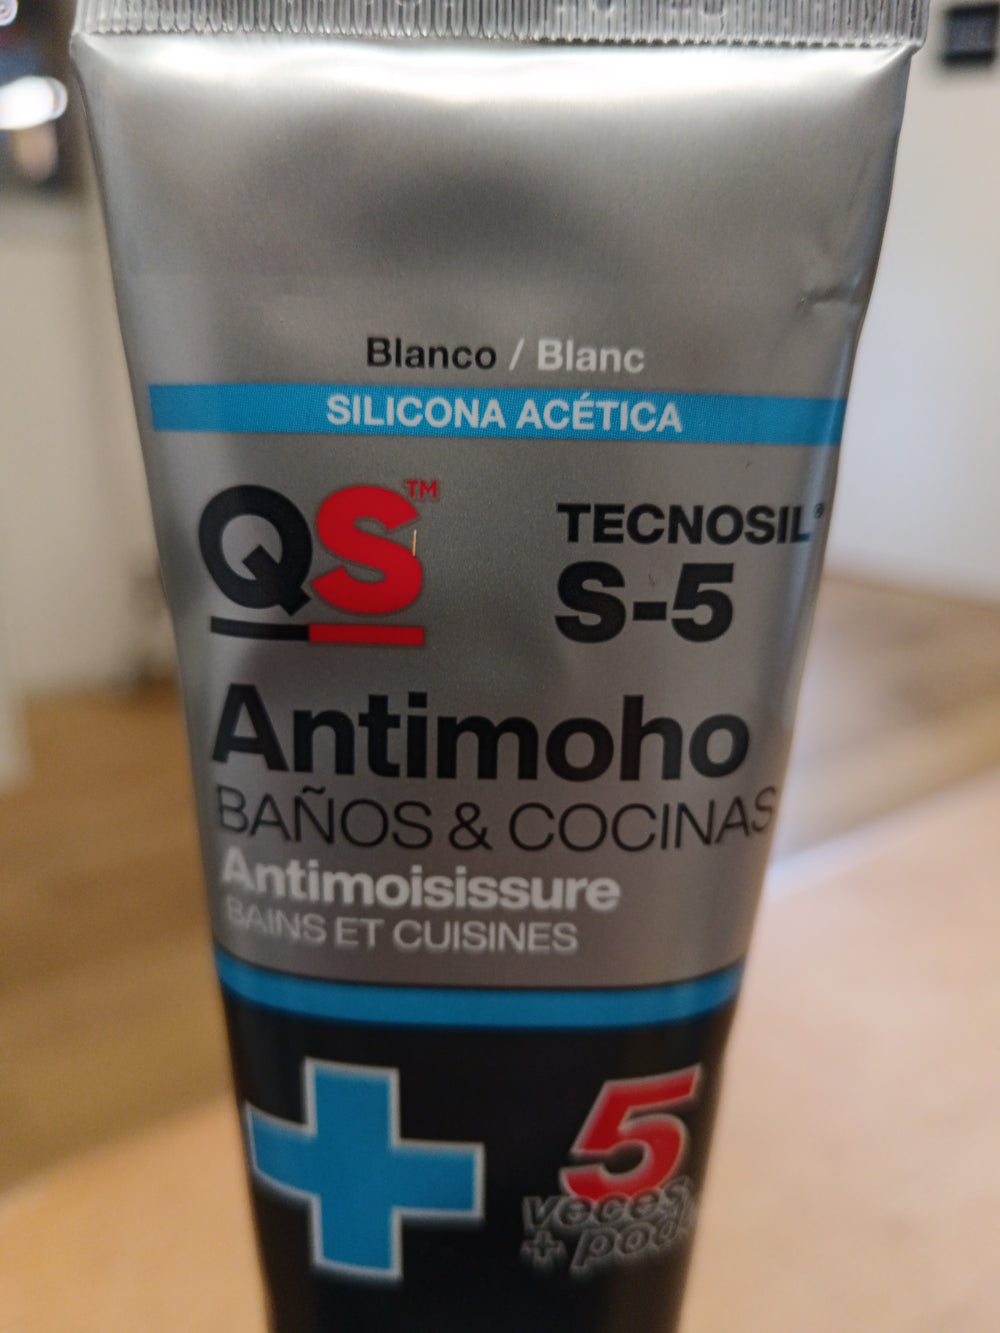 Blanco / Blanc
SILICONA ACÉTICA
QS™
TECNOSIL®
S-5
Antimoho
BAÑOS & COCINAS
Antimoisissure
BAINS ET CUISINES
5
veces
+